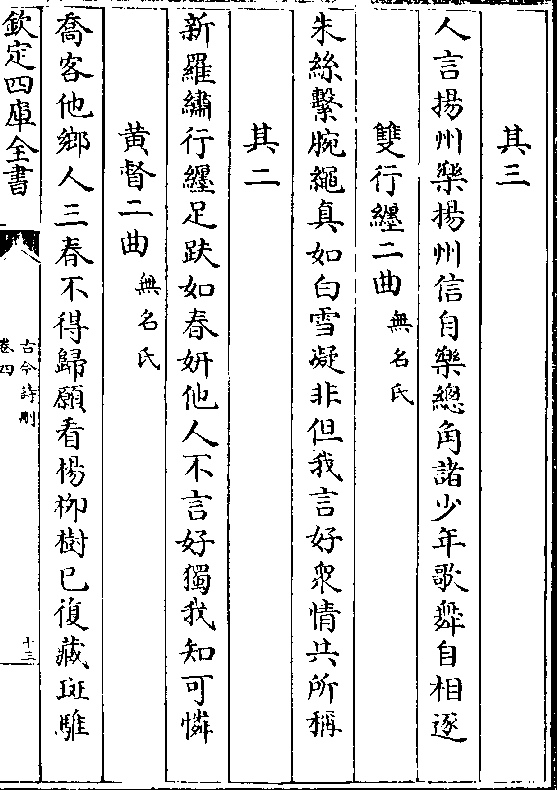 其三
人言揚州樂揚州信自樂總角諸少年歌舞自相逐
雙行纏二曲 無名氏
朱絲繫腕繩真如白雪凝非但我言好衆情共所稱
其二
新羅繡行纏足趺如春妍他人不言好獨我知可憐
黄督二曲 無名氏
喬客他鄉人三春不得歸願看楊柳樹已復藏斑騅
欽定四庫全書
古今詩刪
卷四
十三